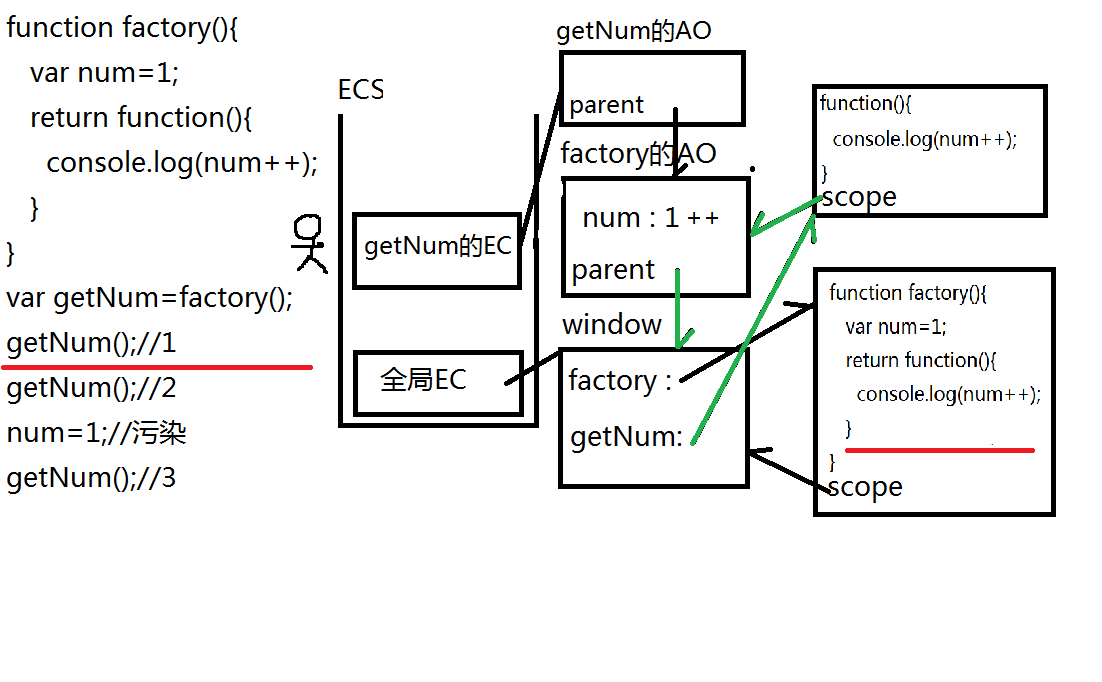 function factory(){
var num=1;
return function(){
console.log(num++);
}
}
var getNum=factory();
getNum();//1
getNum();//2
num=1;//污染
getNum();//3
ECS
getNum的EC
全局EC
getNum的AO
parent
factory的AO
num : 1 ++
parent
window
factory :
getNum:
function(){
console.log(num++);
}
scope
function factory(){
var num=1;
return function(){
console.log(num++);
}
}
scope